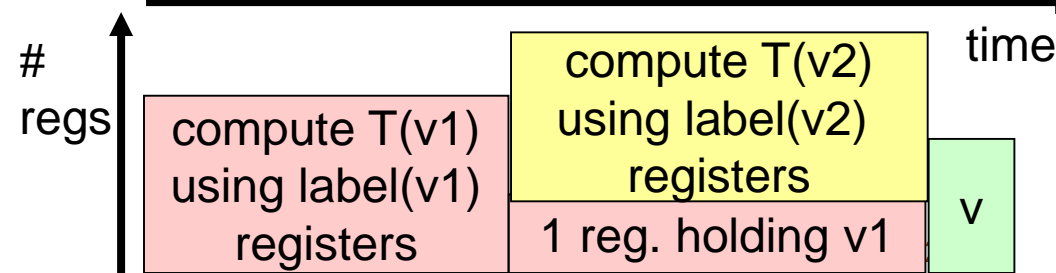 #
regs
compute T(v1)
using label(v1)
registers
compute T(v2)
using label(v2)
registers
1 reg. holding v1
v
time